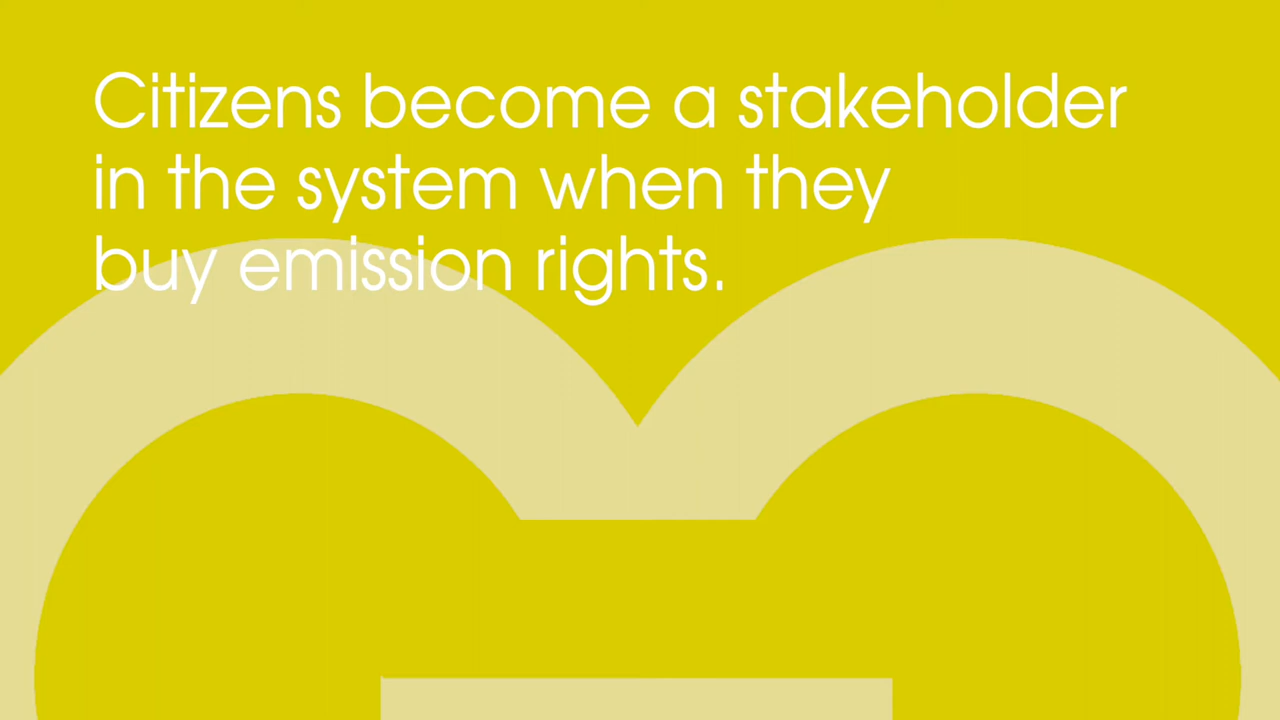 Citizens become a stakeholder
in the system when they
buy emission rights.